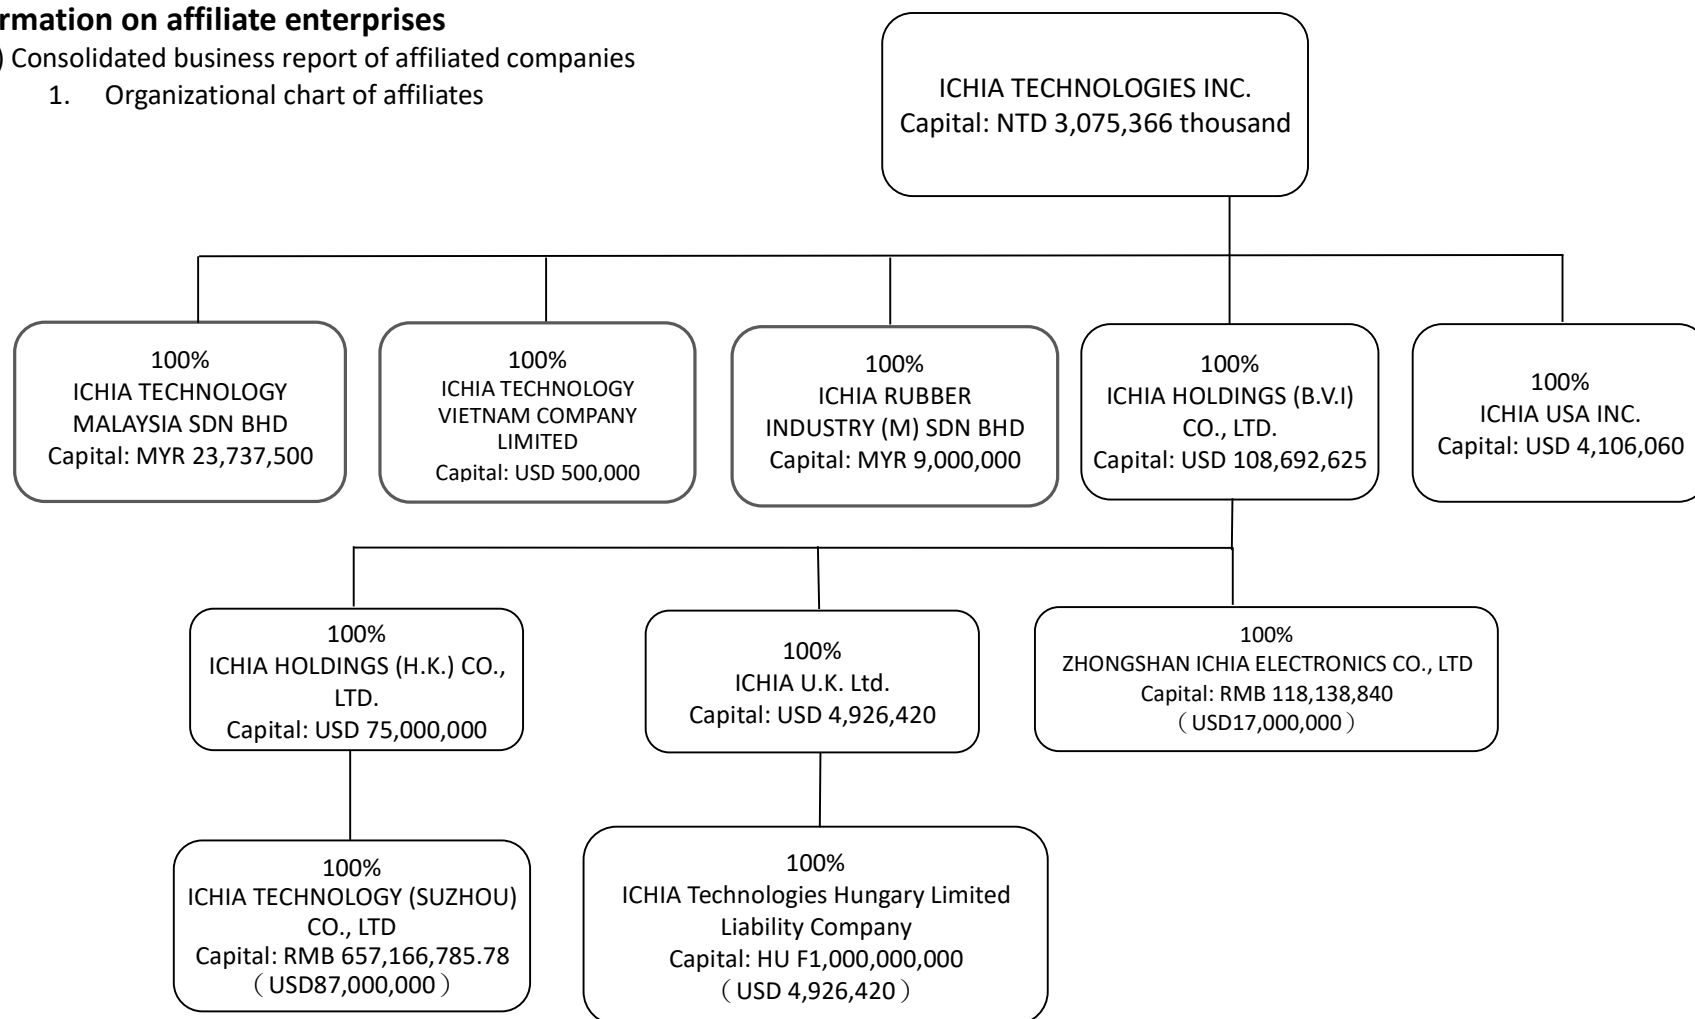 rmation on affiliate enterprises
) Consolidated business report of affiliated companies
1. Organizational chart of affiliates
ICHIA TECHNOLOGIES INC.
Capital: NTD 3,075,366 thousand
100%
ICHIA TECHNOLOGY
MALAYSIA SDN BHD
Capital: MYR 23,737,500
100%
ICHIA TECHNOLOGY
VIETNAM COMPANY
LIMITED
Capital: USD 500,000
100%
ICHIA RUBBER
INDUSTRY (M) SDN BHD
Capital: MYR 9,000,000
100%
ICHIA HOLDINGS (B.V.I)
CO., LTD.
Capital: USD 108,692,625
100%
ICHIA USA INC.
Capital: USD 4,106,060
100%
ICHIA HOLDINGS (H.K.) CO.,
LTD.
Capital: USD 75,000,000
100%
ICHIA U.K. Ltd.
Capital: USD 4,926,420
100%
ZHONGSHAN ICHIA ELECTRONICS CO., LTD
Capital: RMB 118,138,840
（USD17,000,000）
100%
ICHIA TECHNOLOGY (SUZHOU)
CO., LTD
Capital: RMB 657,166,785.78
（USD87,000,000）
100%
ICHIA Technologies Hungary Limited
Liability Company
Capital: HU F1,000,000,000
（USD 4,926,420）